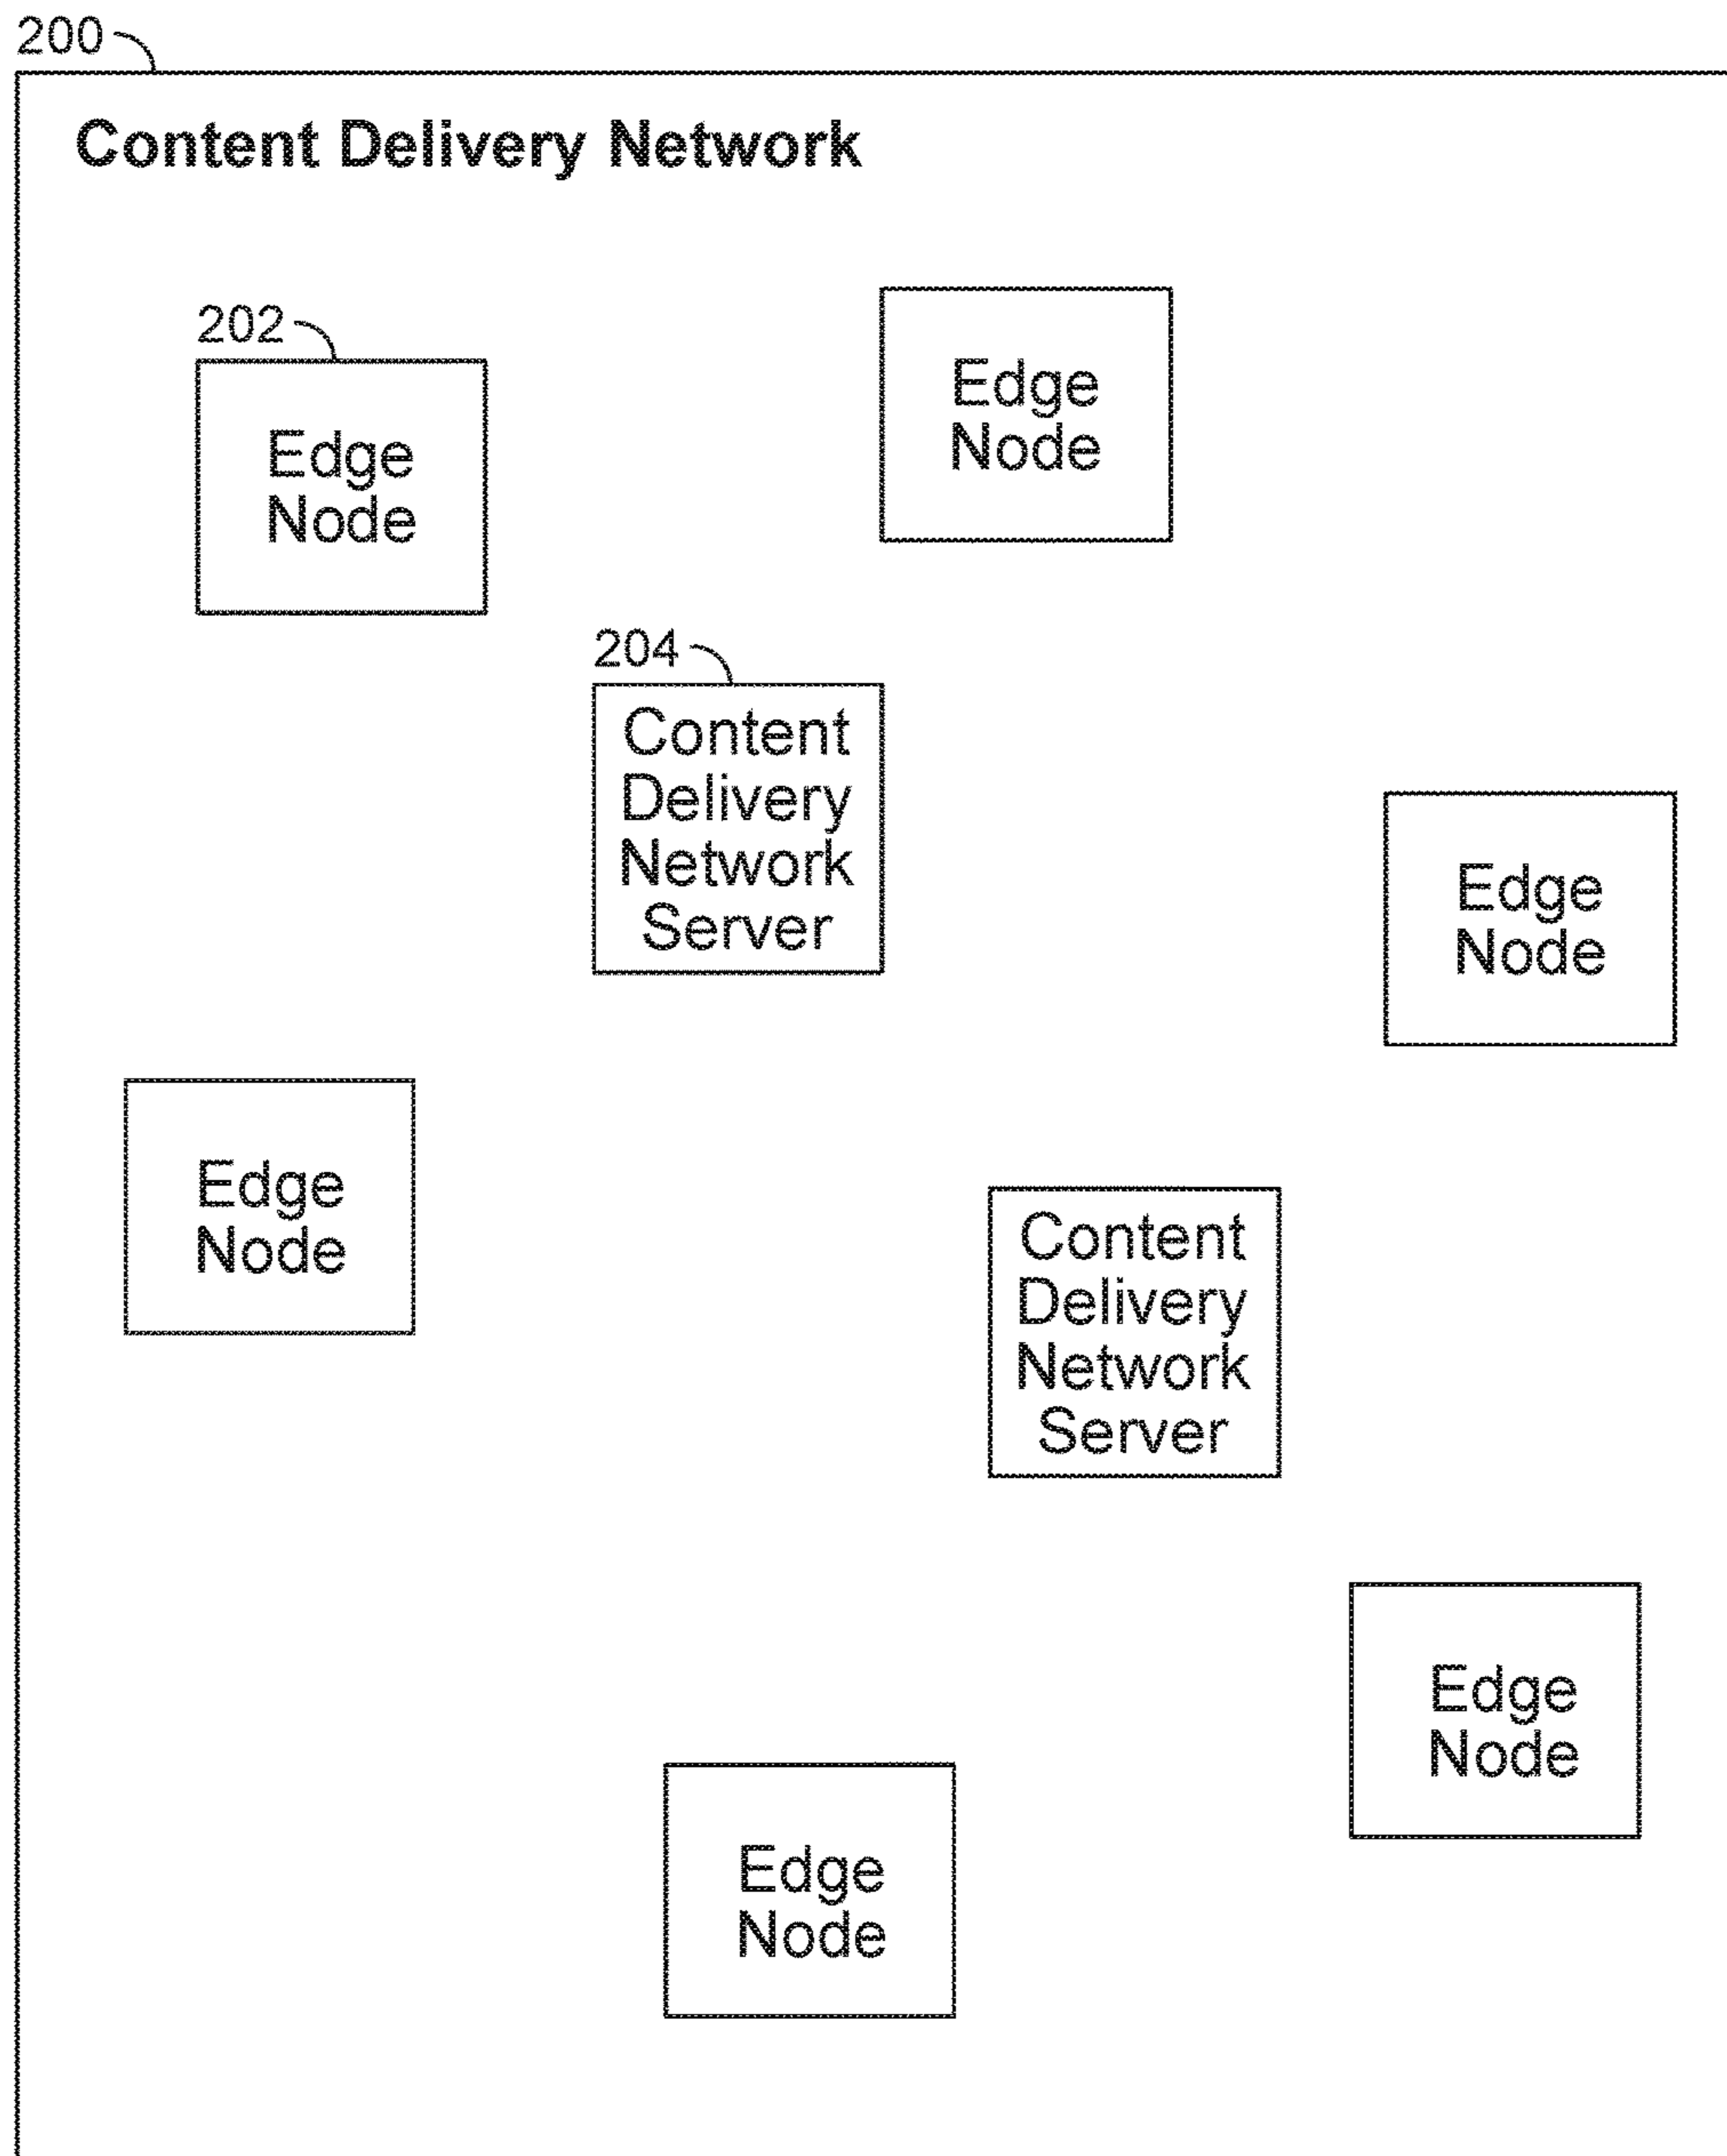 200
Content Delivery Network
202
Edge
Node
Edge
Node
204
Content
Delivery
Network
Server
Edge
Node
Edge
Node
Content
Delivery
Network
Server
Edge
Node
Edge
Node